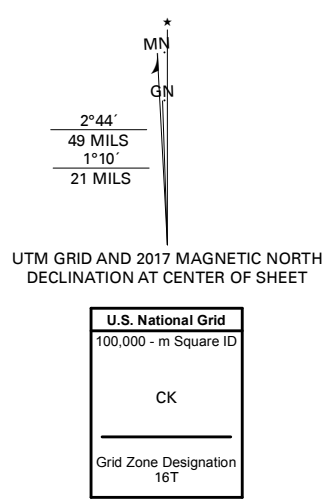 MN
GN
2°44´
49 MILS
1°10´
21 MILS
UTM GRID AND 2017 MAGNETIC NORTH
DECLINATION AT CENTER OF SHEET
U.S. National Grid
100,000 - m Square ID
CK
Grid Zone Designation
16T